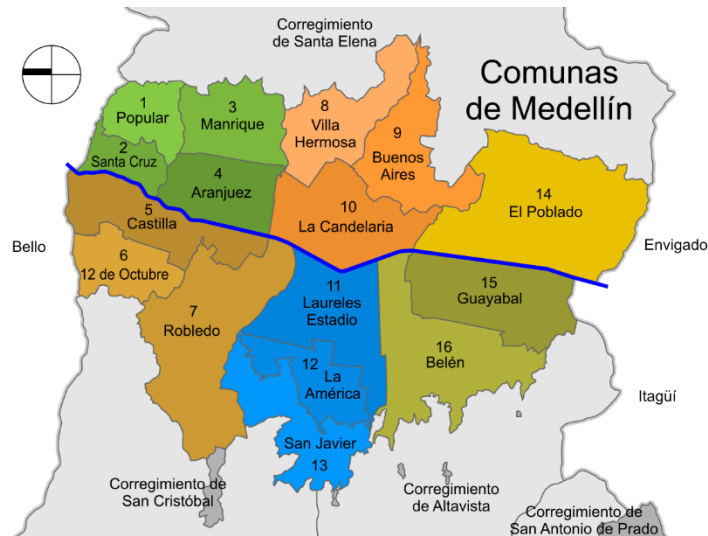 Corregimiento
de Santa Elena
Comunas
de Medellín
1
Popular
2
Santa Cruz
3
Manrique
4
Aranjuez
5
Castilla
6
12 de Octubre
7
Robledo
8
Villa
Hermosa
9
Buenos
Aires
10
La Candelaria
11
Laureles
Estadio
12
La
América
San Javier
13
14
El Poblado
15
Guayabal
16
Belén
Bello
Envigado
Itagüí
Corregimiento de
San Cristóbal
Corregimiento
de Altavista
Corregimiento de
San Antonio de Prado